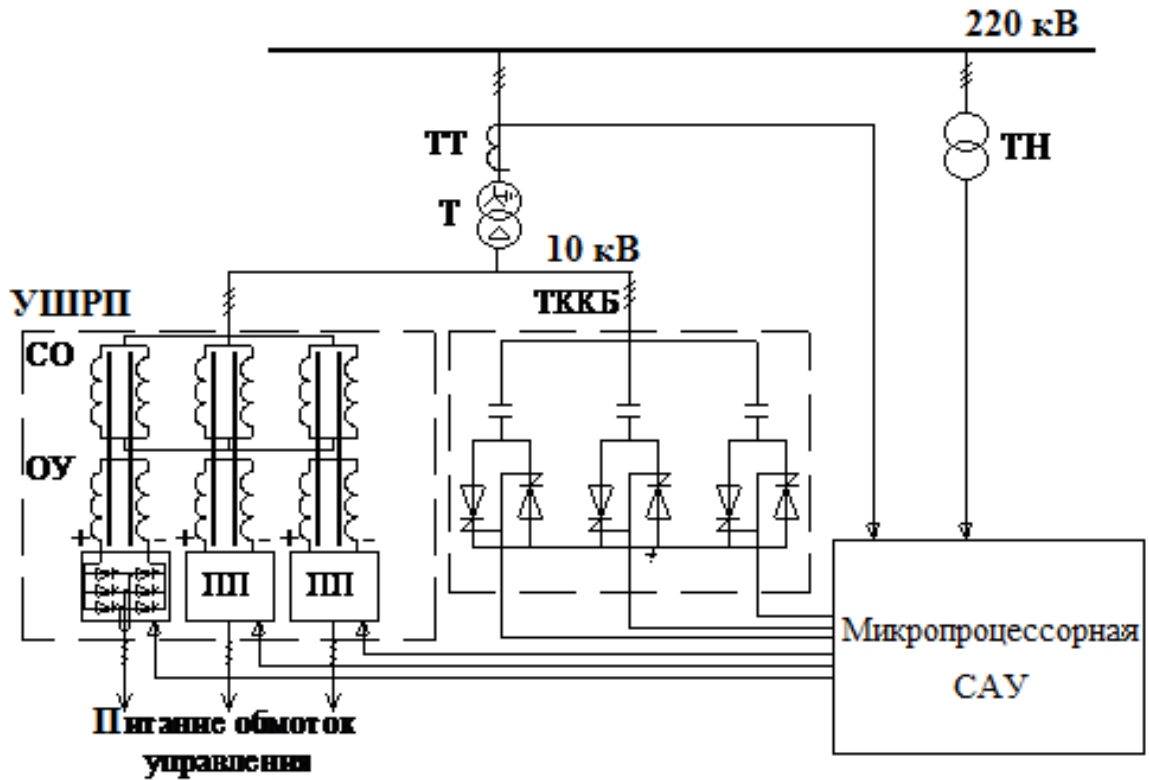 220 кВ
ТТ
ТН
Т
10 кВ
УШРП
ТККБ
СО
ОУ
+ - + - + -
ПП ПП
Микропроцессорная
САУ
Питание обмоток
управления